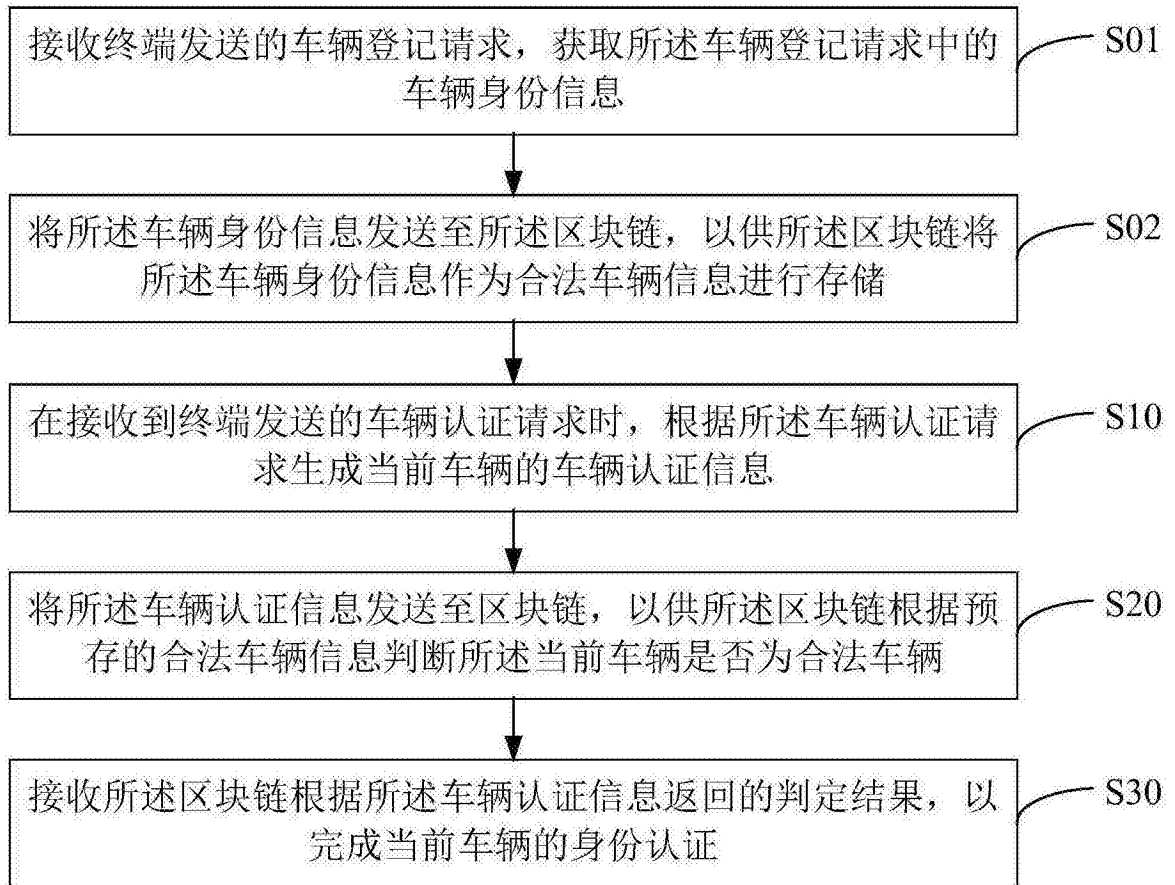 接收终端发送的车辆登记请求，获取所述车辆登记请求中的
车辆身份信息
S01
将所述车辆身份信息发送至所述区块链，以供所述区块链将
所述车辆身份信息作为合法车辆信息进行存储
S02
在接收到终端发送的车辆认证请求时，根据所述车辆认证请
求生成当前车辆的车辆认证信息
S10
将所述车辆认证信息发送至区块链，以供所述区块链根据预
存的合法车辆信息判断所述当前车辆是否为合法车辆
S20
接收所述区块链根据所述车辆认证信息返回的判定结果，以
完成当前车辆的身份认证
S30